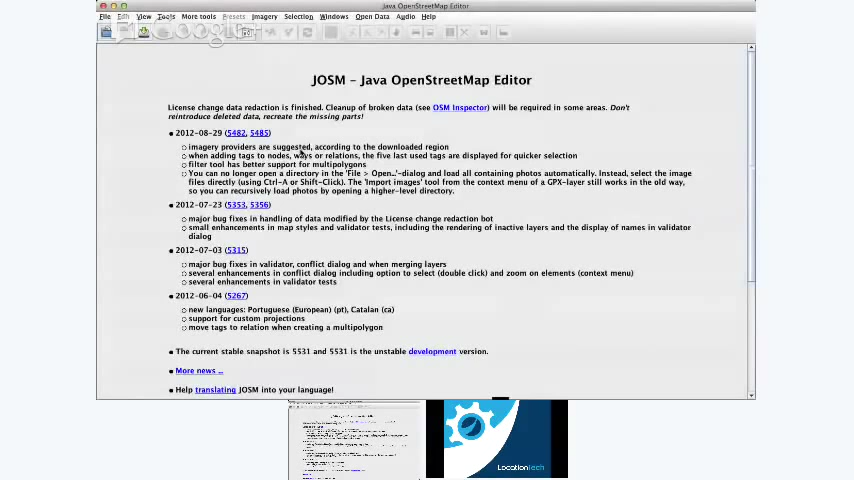 Java OpenStreetMap Editor
File Edit View Tools More tools Presets Imagery Selection Windows Open Data Audio Help
Google
JOSM – Java OpenStreetMap Editor
License change data redaction is finished. Cleanup of broken data (see OSM Inspector) will be required in some areas. Don't
reintroduce deleted data, recreate the missing parts!
2012-08-29 (5482, 5485)
imagery providers are suggested, according to the downloaded region
when adding tags to nodes, ways or relations, the five last used tags are displayed for quicker selection
filter tool has better support for multipolygons
You can no longer open a directory in the 'File > Open...'-dialog and load all containing photos automatically. Instead, select the image
files directly (using Ctrl-A or Shift-Click). The 'Import images' tool from the context menu of a GPX-layer still works in the old way,
so you can recursively load photos by opening a higher-level directory.
2012-07-23 (5353, 5356)
major bug fixes in handling of data modified by the License change redaction bot
small enhancements in map styles and validator tests, including the rendering of inactive layers and the display of names in validator
dialog
2012-07-03 (5315)
major bug fixes in validator, conflict dialog and when merging layers
several enhancements in conflict dialog including option to select (double click) and zoom on elements (context menu)
several enhancements in validator tests
2012-06-04 (5267)
new languages: Portuguese (European) (pt), Catalan (ca)
support for custom projections
move tags to relation when creating a multipolygon
The current stable snapshot is 5531 and 5531 is the unstable development version.
More news ...
Help translating JOSM into your language!
LocationTech